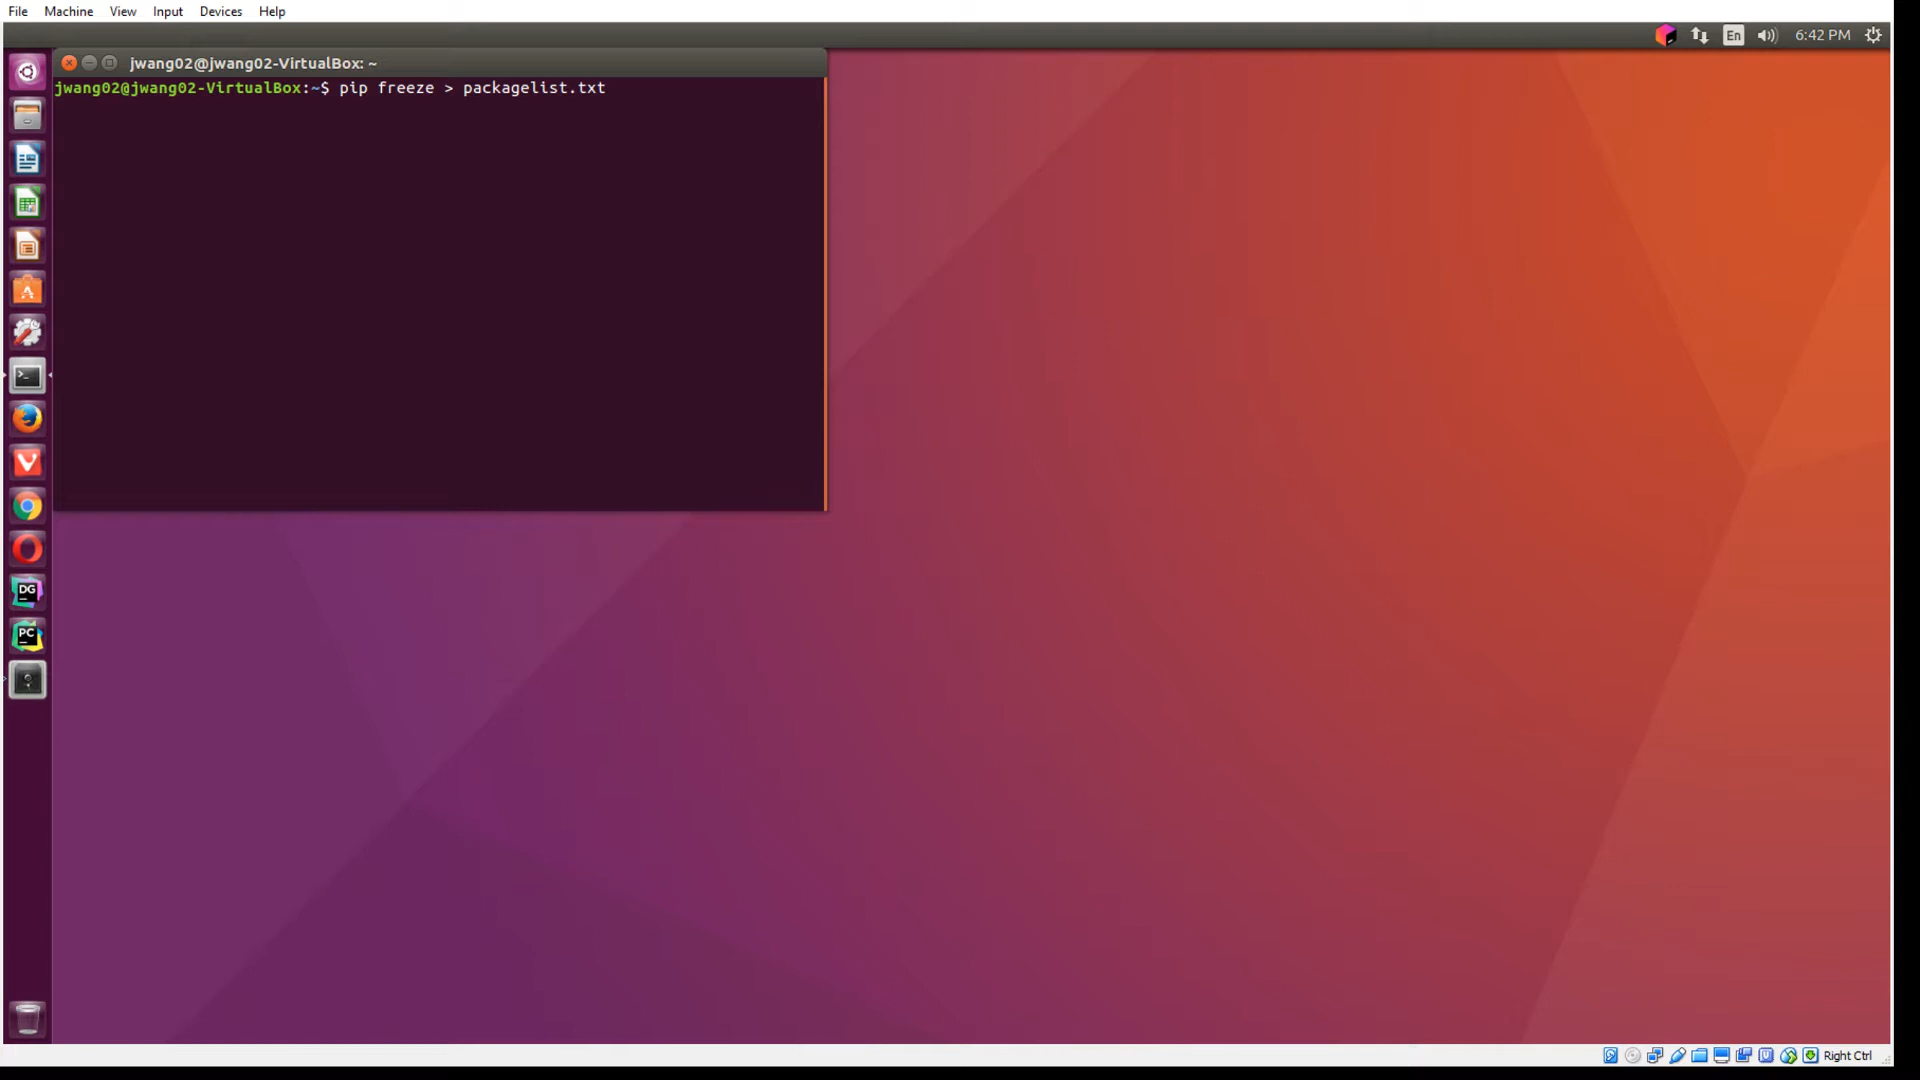 File Machine View Input Devices Help
En 6:42 PM
jwang02@jwang02-VirtualBox: ~
jwang02@jwang02-VirtualBox:~$ pip freeze > packagelist.txt
DG
PC
Right Ctrl